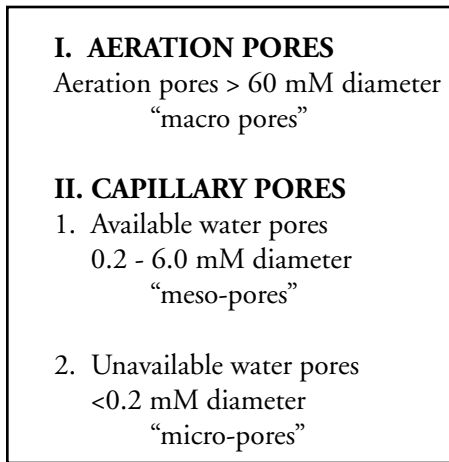 I. AERATION PORES
Aeration pores > 60 mM diameter
“macro pores”
II. CAPILLARY PORES
1. Available water pores
0.2 - 6.0 mM diameter
“meso-pores”
2. Unavailable water pores
<0.2 mM diameter
“micro-pores”